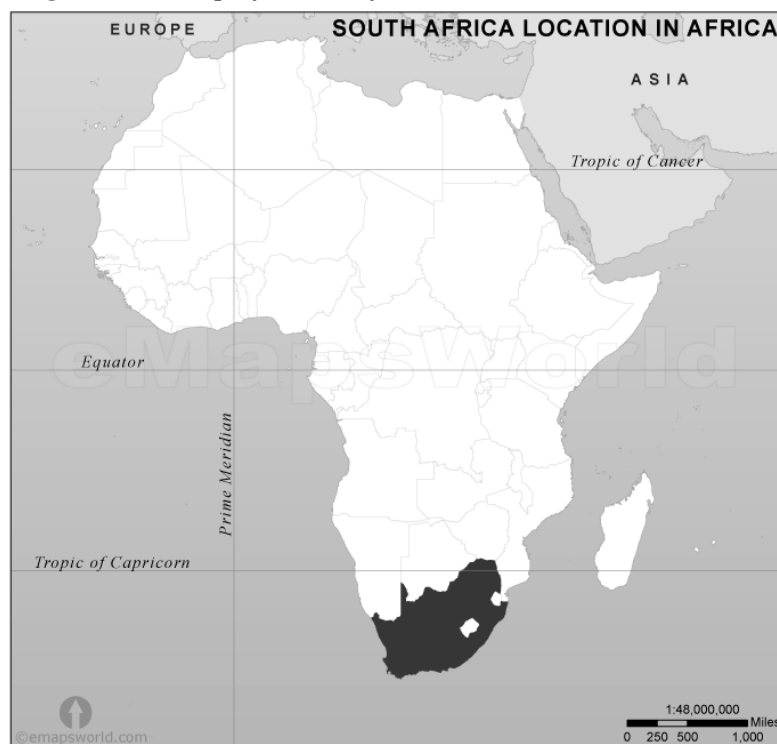 EUROPE
SOUTH AFRICA LOCATION IN AFRICA
ASIA
Tropic of Cancer
eMapsWorld
Equator
Prime Meridian
Tropic of Capricorn
1:48,000,000
Miles
0 250 500 1,000
©emapsworld.com